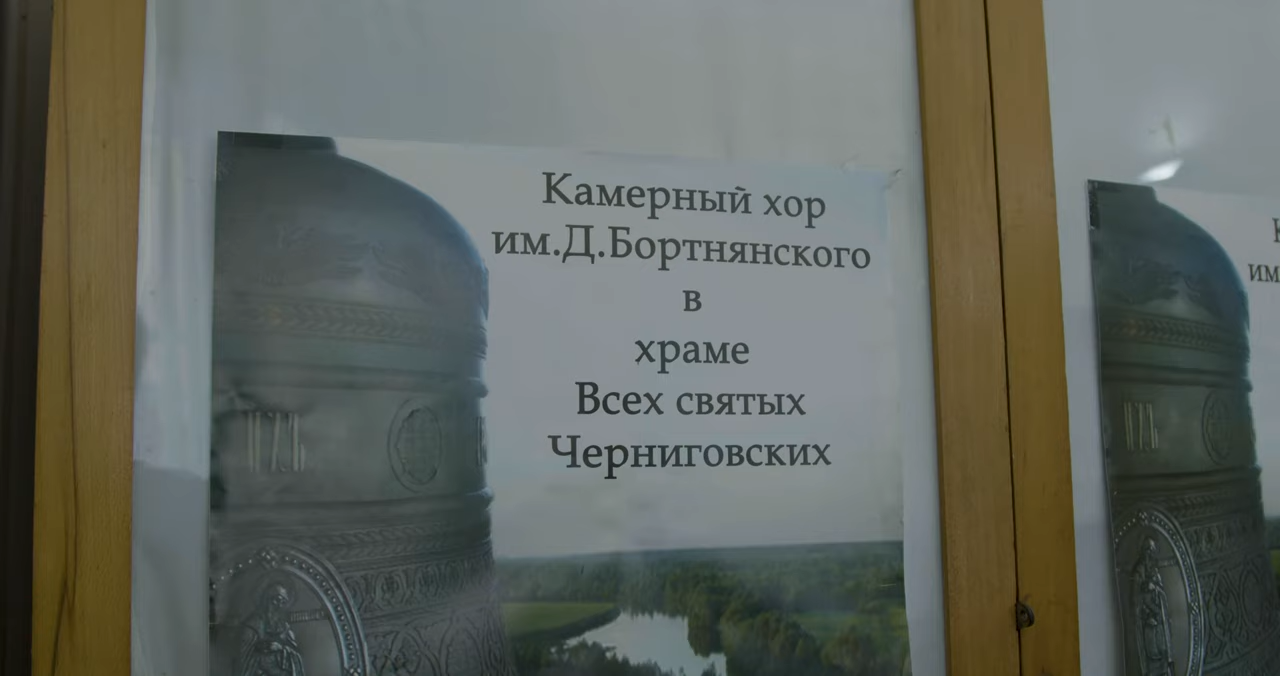 Камерный хор
им.Д.Бортнянского
в
храме
Всех святых
Черниговских